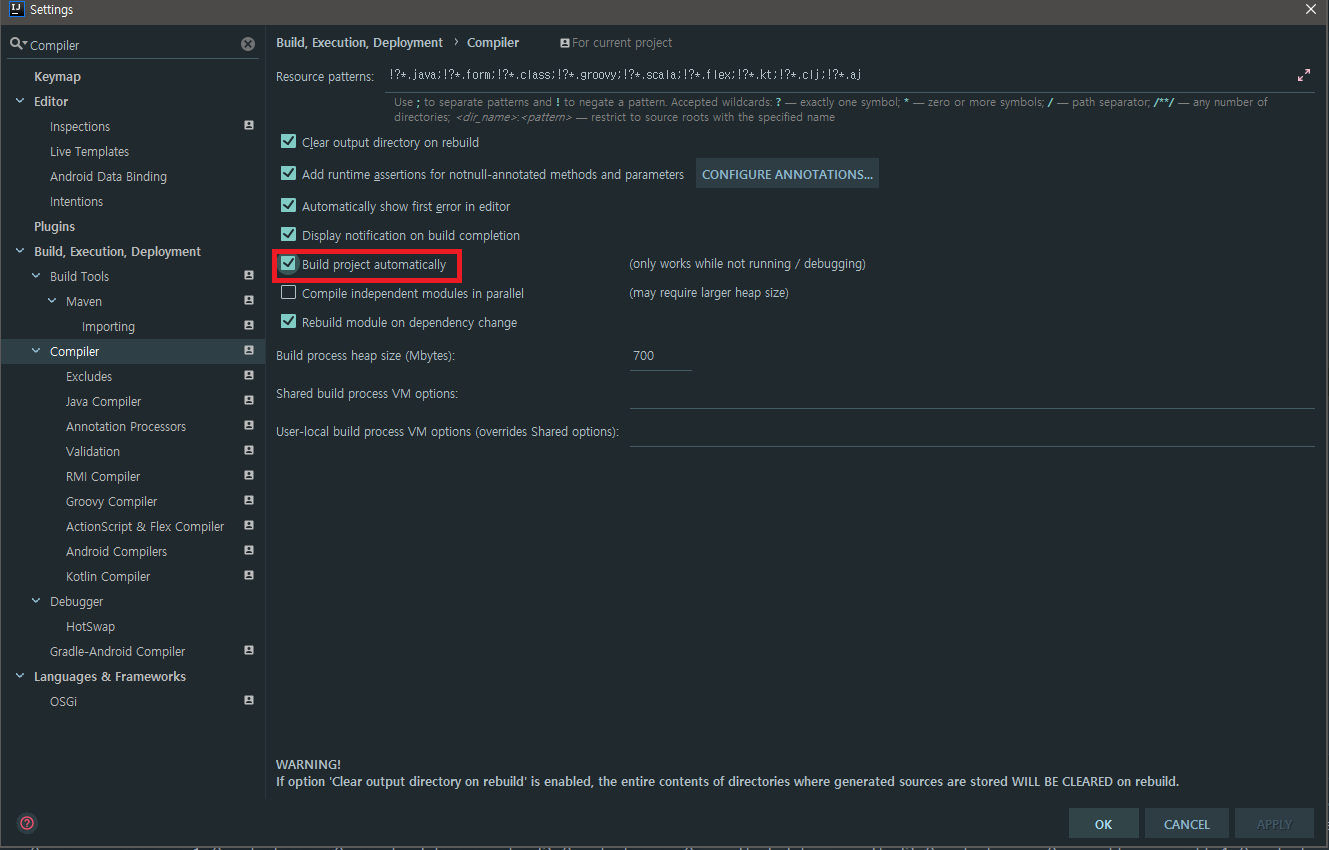 Settings
Compiler
Keymap
Editor
Inspections
Live Templates
Android Data Binding
Intentions
Plugins
Build, Execution, Deployment
Build Tools
Maven
Importing
Compiler
Excludes
Java Compiler
Annotation Processors
Validation
RMI Compiler
Groovy Compiler
ActionScript & Flex Compiler
Android Compilers
Kotlin Compiler
Debugger
HotSwap
Gradle-Android Compiler
Languages & Frameworks
OSGi
Build, Execution, Deployment › Compiler For current project
Resource patterns: !?*.java;!?*.form;!?*.class;!?*.groovy;!?*.scala;!?*.flex;!?*.kt;!?*.clj;!?*.aj
Use ; to separate patterns and ! to negate a pattern. Accepted wildcards: ? — exactly one symbol; * — zero or more symbols; / — path separator; /**/ — any number of
directories; <dir_name>:<pattern> — restrict to source roots with the specified name
Clear output directory on rebuild
Add runtime assertions for notnull-annotated methods and parameters CONFIGURE ANNOTATIONS...
Automatically show first error in editor
Display notification on build completion
Build project automatically (only works while not running / debugging)
Compile independent modules in parallel (may require larger heap size)
Rebuild module on dependency change
Build process heap size (Mbytes): 700
Shared build process VM options:
User-local build process VM options (overrides Shared options):
WARNING!
If option 'Clear output directory on rebuild' is enabled, the entire contents of directories where generated sources are stored WILL BE CLEARED on rebuild.
OK CANCEL APPLY